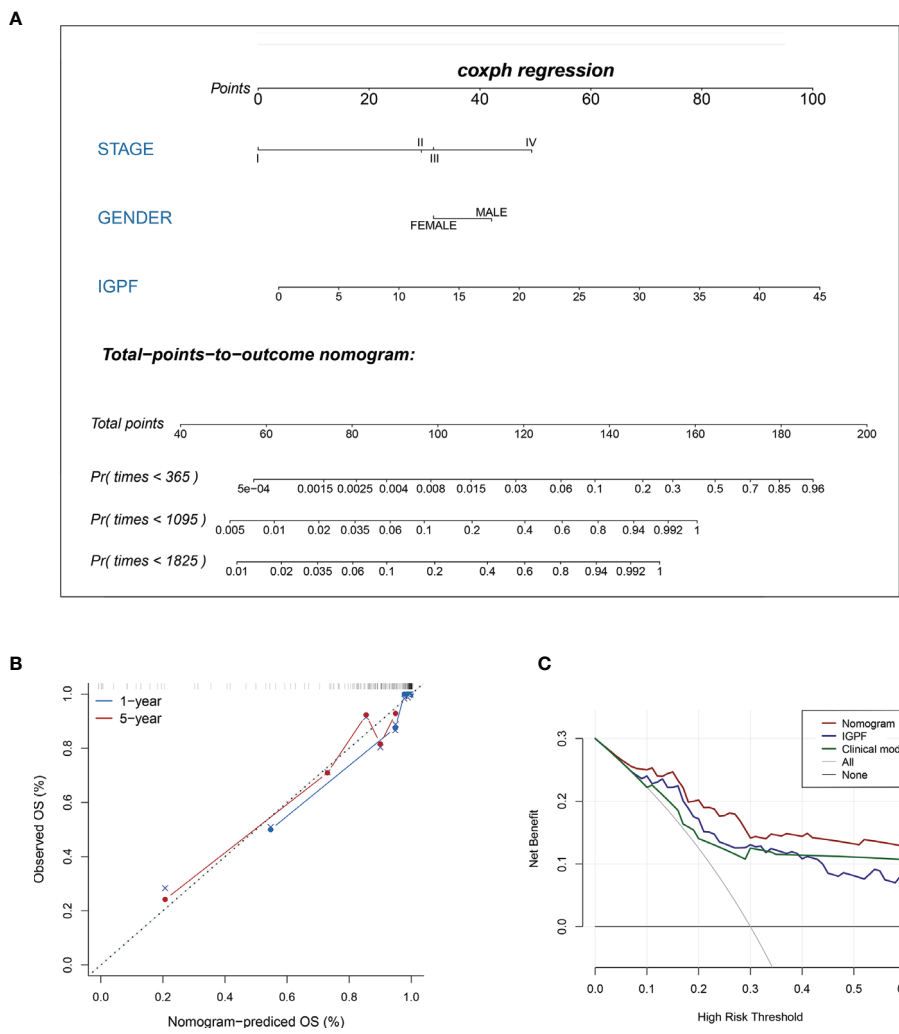 A
coxph regression
Points
0 20 40 60 80 100
STAGE
II IV
I III
GENDER
MALE
FEMALE
IGPF
0 5 10 15 20 25 30 35 40 45
Total−points−to−outcome nomogram:
Total points
40 60 80 100 120 140 160 180 200
Pr( times < 365 )
5e−04 0.0015 0.0025 0.004 0.008 0.015 0.03 0.06 0.1 0.2 0.3 0.5 0.7 0.85 0.96
Pr( times < 1095 )
0.005 0.01 0.02 0.035 0.06 0.1 0.2 0.4 0.6 0.8 0.94 0.992 1
Pr( times < 1825 )
0.01 0.02 0.035 0.06 0.1 0.2 0.4 0.6 0.8 0.94 0.992 1
B
1−year
5−year
Observed OS (%)
1.0
0.8
0.6
0.4
0.2
0.0
0.0 0.2 0.4 0.6 0.8 1.0
Nomogram−prediced OS (%)
C
Nomogram
IGPF
Clinical mod
All
None
Net Benefit
0.3
0.2
0.1
0.0
0.0 0.1 0.2 0.3 0.4 0.5
High Risk Threshold